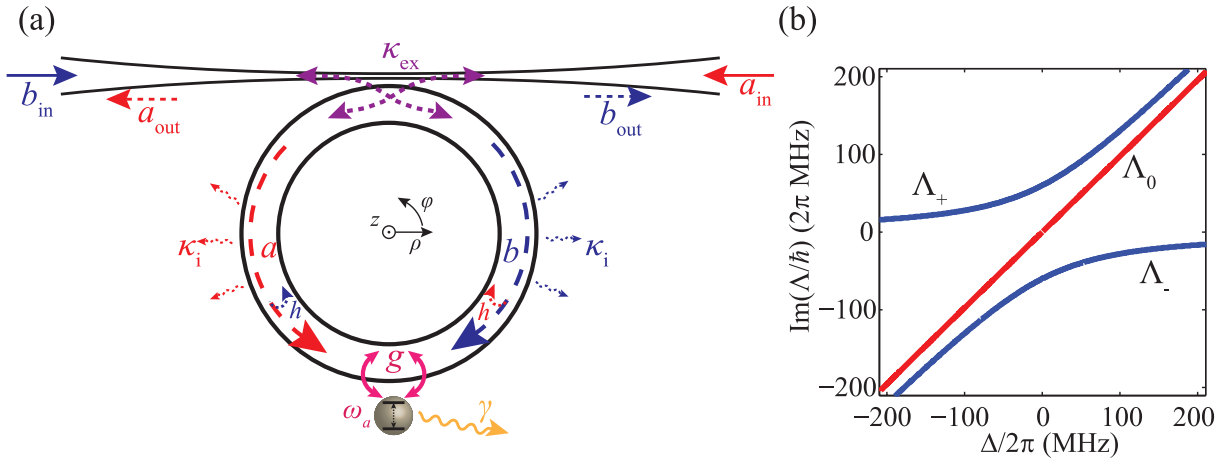 (a)
κex
bin
aout
bout
ain
κi
a
z
φ
ρ
b
κi
h
h
g
ωa
γ
(b)
Im(Λ/ħ) (2π MHz)
200
100
0
−100
−200
Λ+
Λ0
Λ-
−200 −100 0 100 200
Δ/2π (MHz)